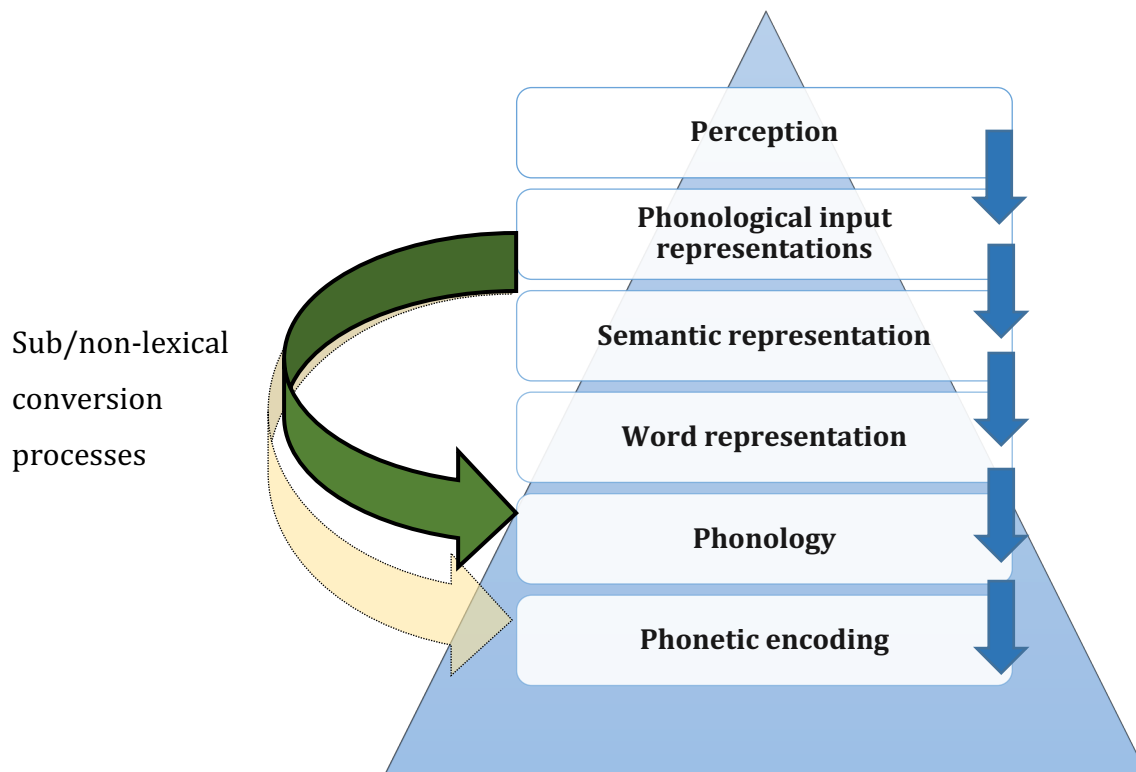 Perception
Phonological input
representations
Semantic representation
Word representation
Phonology
Phonetic encoding
Sub/non-lexical
conversion
processes